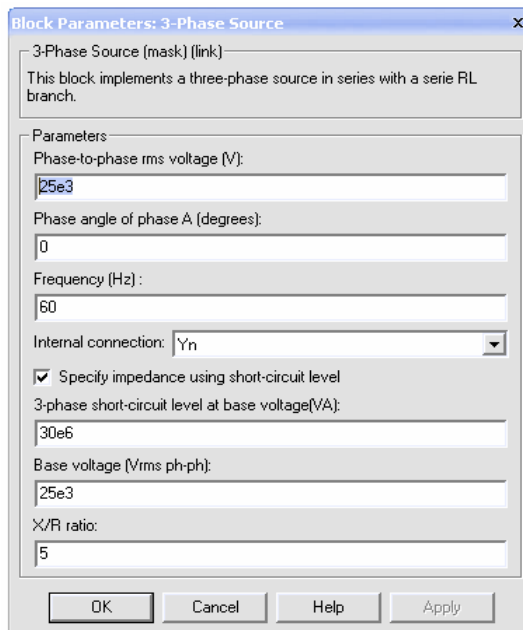 Block Parameters: 3-Phase Source x
3-Phase Source (mask) (link)
This block implements a three-phase source in series with a serie RL
branch.
Parameters
Phase-to-phase rms voltage (V):
25e3
Phase angle of phase A (degrees):
0
Frequency (Hz) :
60
Internal connection: Yn
Specify impedance using short-circuit level
3-phase short-circuit level at base voltage(VA):
30e6
Base voltage (Vrms ph-ph):
25e3
X/R ratio:
5
OK Cancel Help Apply